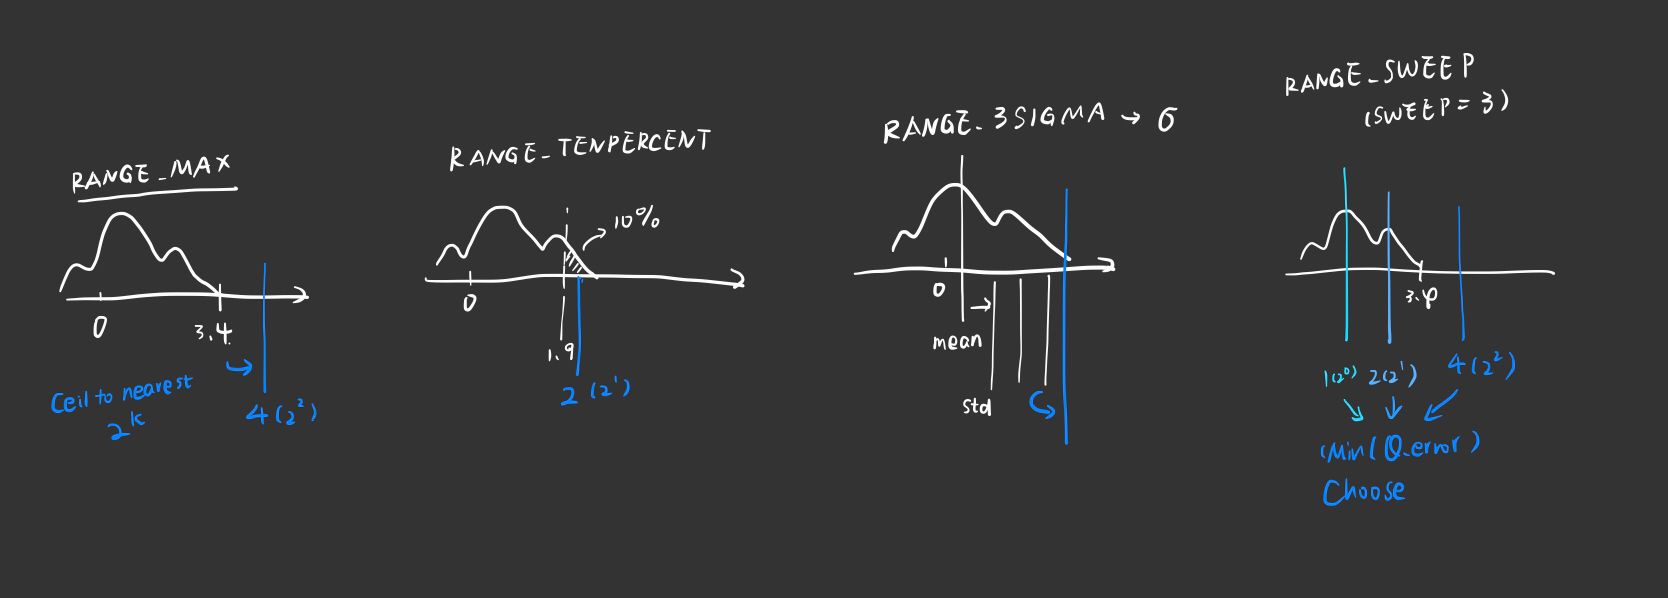 RANGE_MAX
0
3.4
Ceil to nearest
2^k
4 (2^2)
RANGE_TENPERCENT
10%
0
1.9
2 (2^1)
RANGE_3SIGMA → 6
0
mean
std
RANGE_SWEEP
(SWEEP = 3)
1(2^0) 2(2^1) 4(2^2)
(Min(Q_error)
Choose